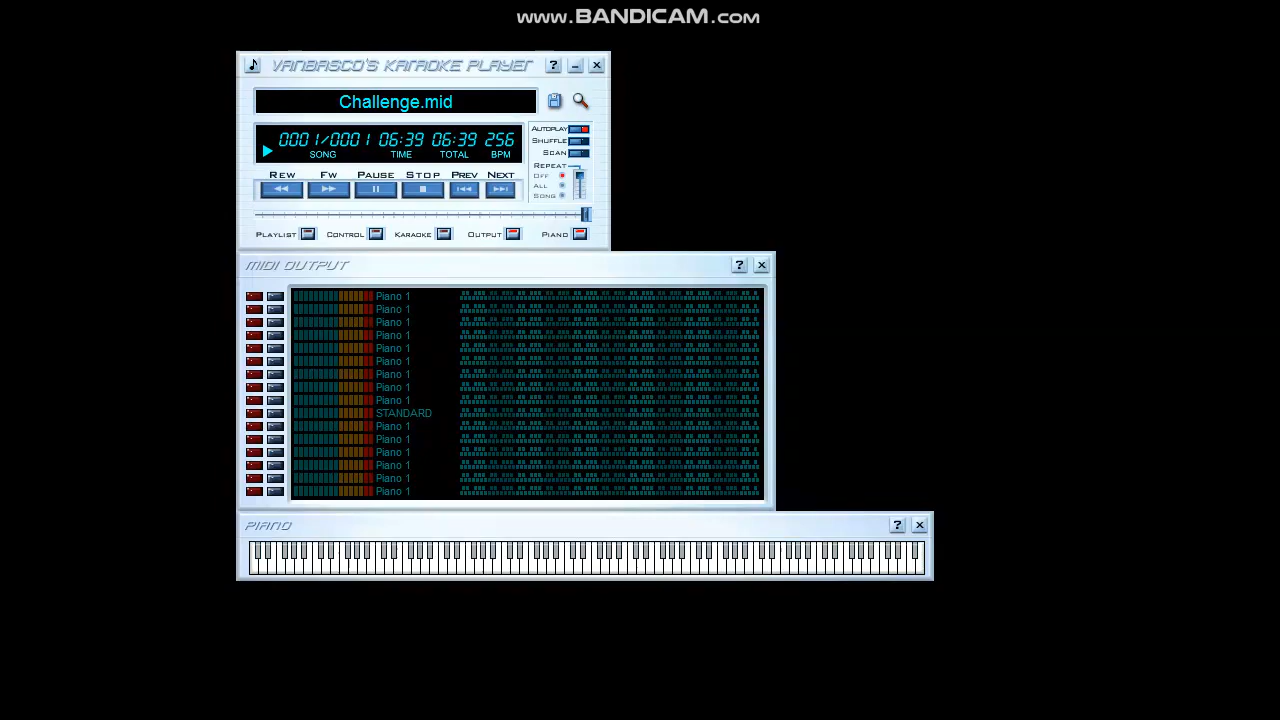 www.BANDICAM.com
VANBASCO'S KARAOKE PLAYER ?
Challenge.mid
0001/0001 06:39 06:39 256
SONG TIME TOTAL BPM
AUTOPLAY
SHUFFLE
SCAN
REPEAT
OFF
ALL
SONG
REW FW PAUSE STOP PREV NEXT
PLAYLIST CONTROL KARAOKE OUTPUT PIANO
MIDI OUTPUT ?
Piano 1
Piano 1
Piano 1
Piano 1
Piano 1
Piano 1
Piano 1
Piano 1
Piano 1
STANDARD
Piano 1
Piano 1
Piano 1
Piano 1
Piano 1
Piano 1
PIANO ?